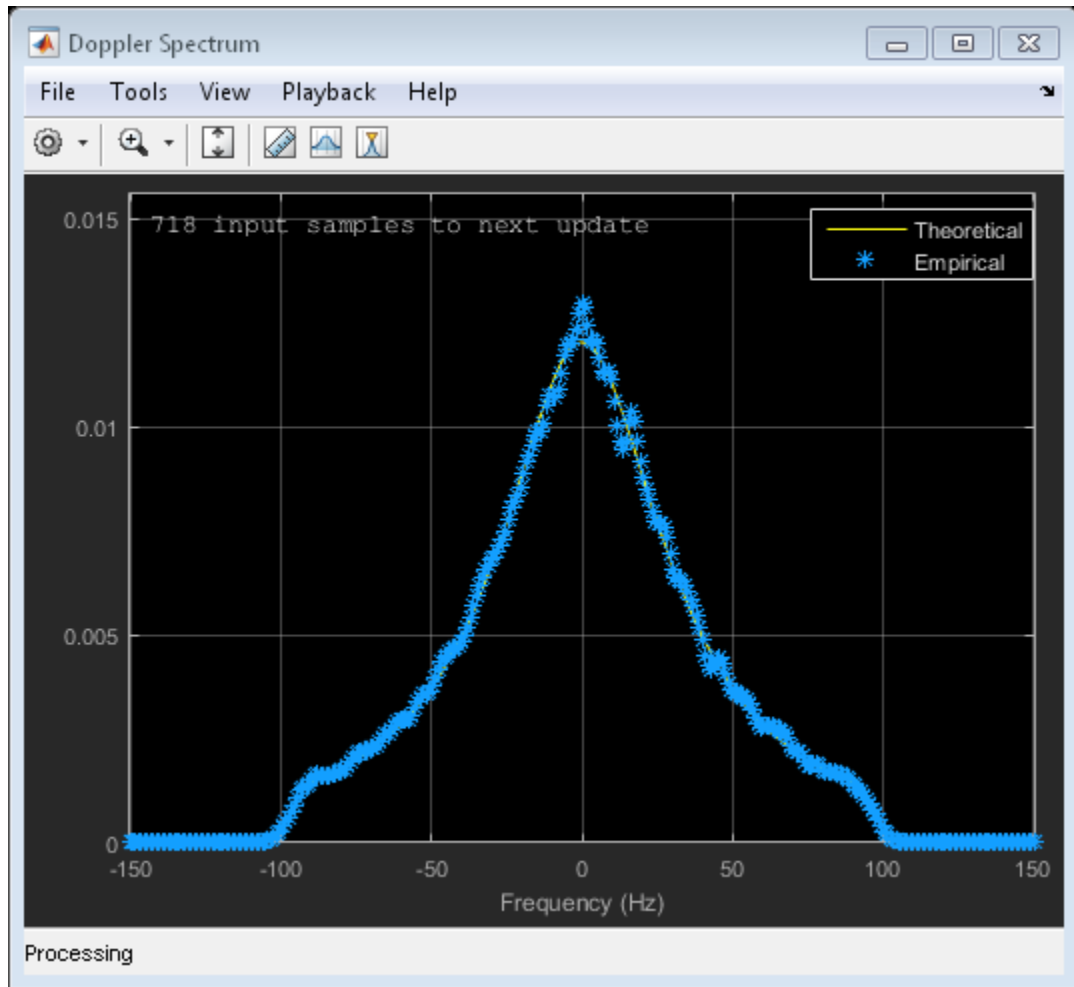 Doppler Spectrum
File Tools View Playback Help
718 input samples to next update
Theoretical
Empirical
0.015
0.01
0.005
0
-150 -100 -50 0 50 100 150
Frequency (Hz)
Processing